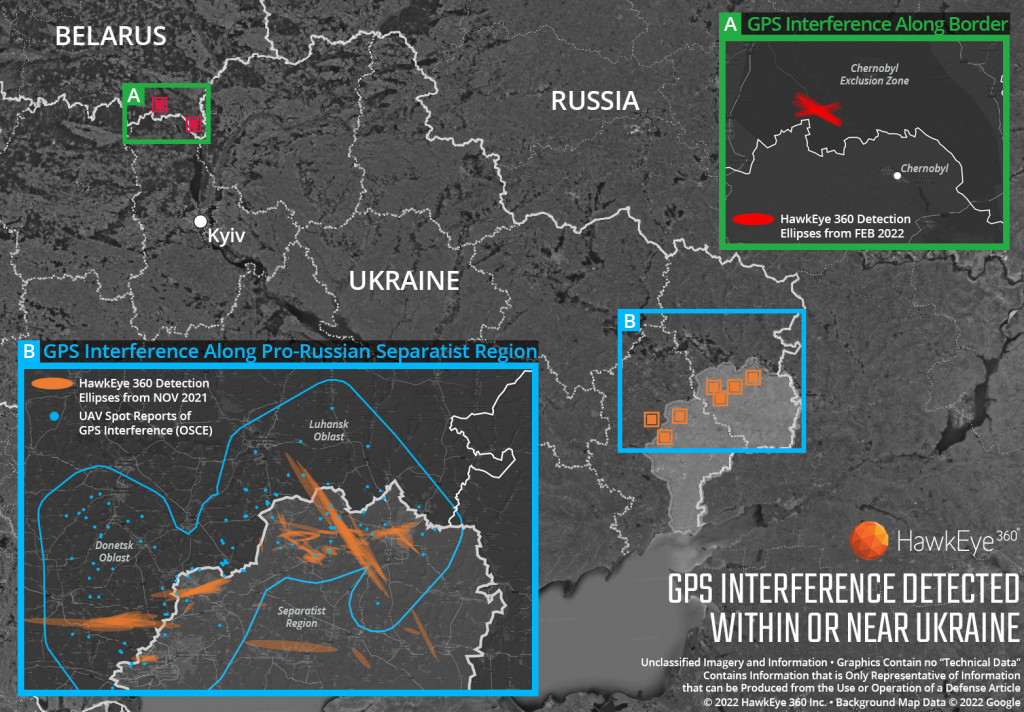 BELARUS
RUSSIA
UKRAINE
Kyiv
A
B
A GPS Interference Along Border
Chernobyl
Exclusion Zone
Chernobyl
HawkEye 360 Detection
Ellipses from FEB 2022
B GPS Interference Along Pro-Russian Separatist Region
HawkEye 360 Detection
Ellipses from NOV 2021
UAV Spot Reports of
GPS Interference (OSCE)
Luhansk
Oblast
Donetsk
Oblast
Separatist
Region
HawkEye 360°
GPS INTERFERENCE DETECTED
WITHIN OR NEAR UKRAINE
Unclassified Imagery and Information • Graphics Contain no “Technical Data”
Contains Information that is Only Representative of Information
that can be Produced from the Use or Operation of a Defense Article
© 2022 HawkEye 360 Inc. • Background Map Data © 2022 Google